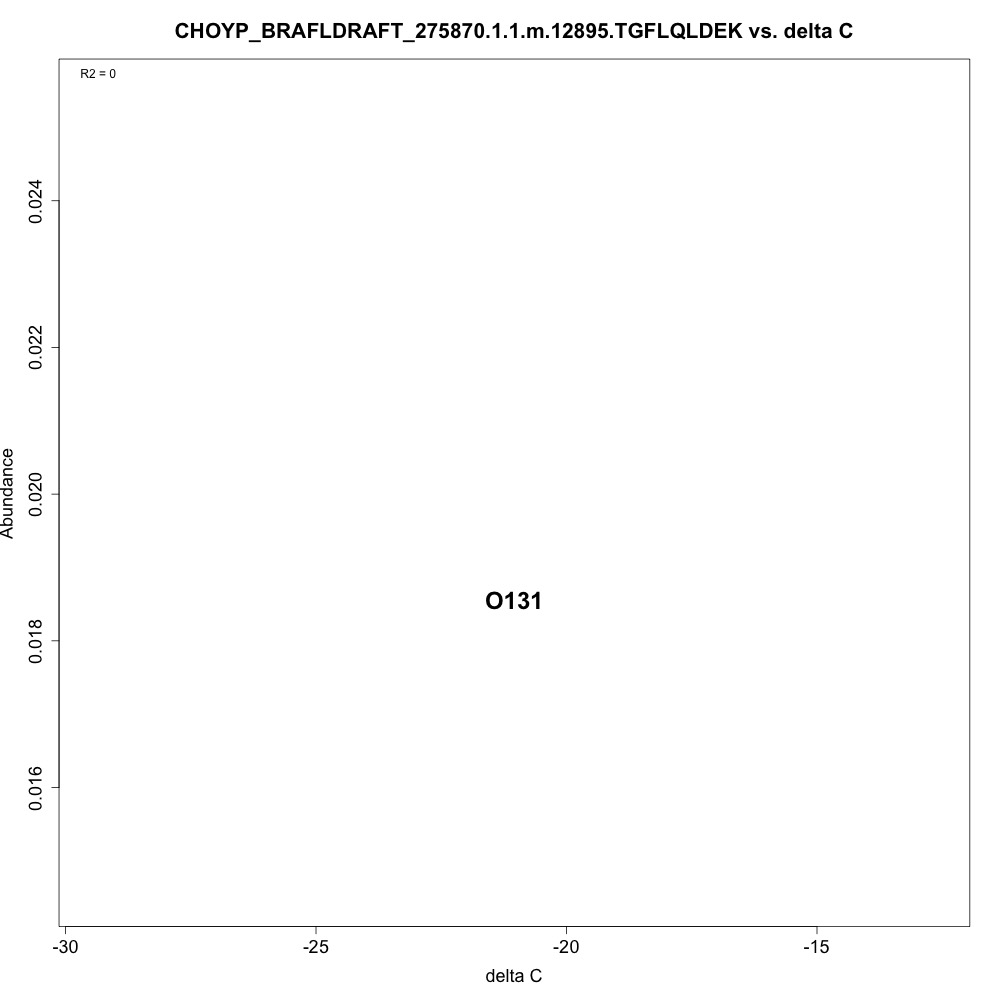 CHOYP_BRAFLDRAFT_275870.1.1.m.12895.TGFLQLDEK vs. delta C
R2 = 0
0.024
0.022
0.020
0.018
0.016
Abundance
O131
-30 -25 -20 -15
delta C